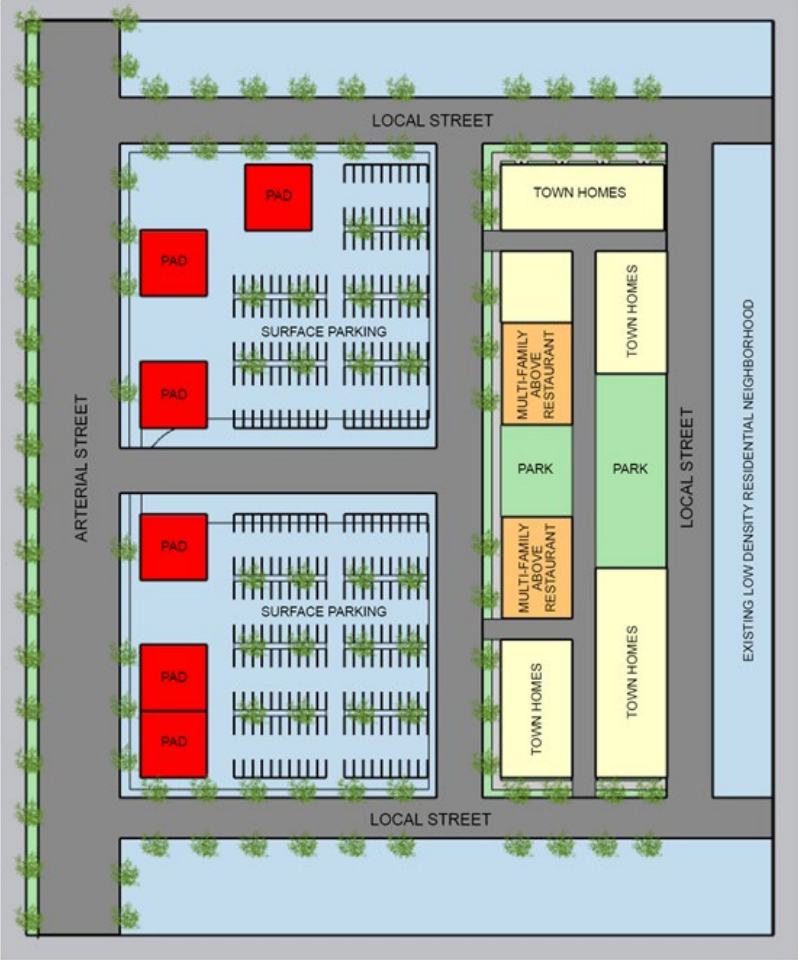 LOCAL STREET
PAD
TOWN HOMES
PAD
TOWN HOMES
SURFACE PARKING
MULTI-FAMILY
ABOVE
RESTAURANT
PAD
ARTERIAL STREET
PARK
PARK
LOCAL STREET
EXISTING LOW DENSITY RESIDENTIAL NEIGHBORHOOD
PAD
MULTI-FAMILY
ABOVE
RESTAURANT
SURFACE PARKING
PAD
TOWN HOMES
TOWN HOMES
PAD
LOCAL STREET